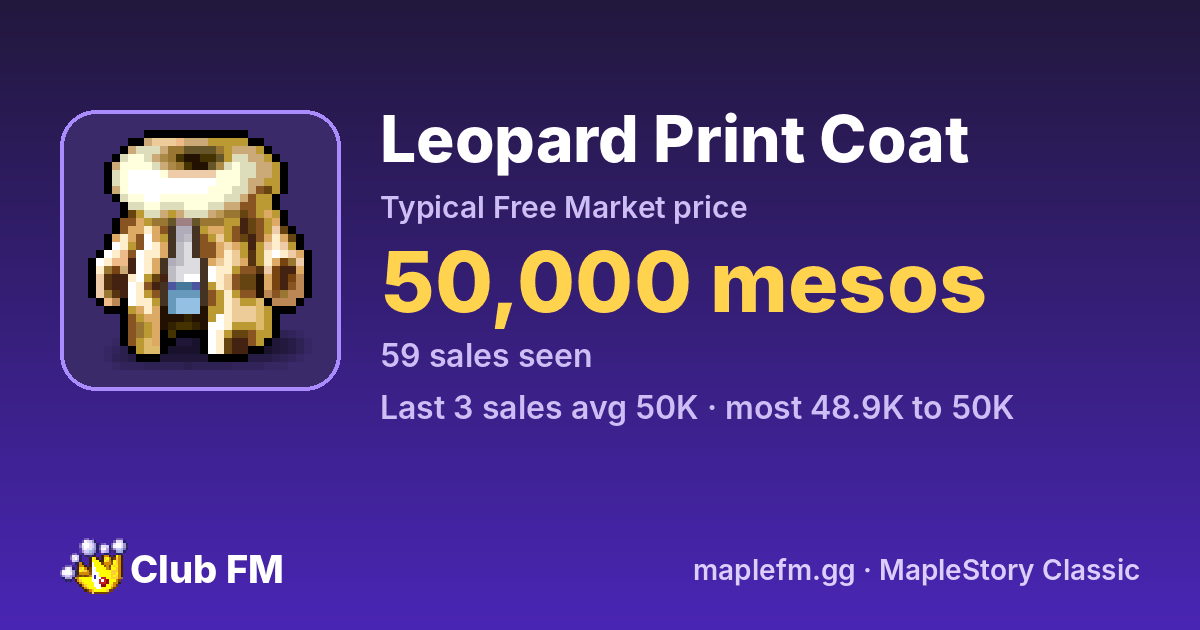 Leopard Print Coat
Typical Free Market price
50,000 mesos
59 sales seen
Last 3 sales avg 50K · most 48.9K to 50K
Club FM
maplefm.gg · MapleStory Classic